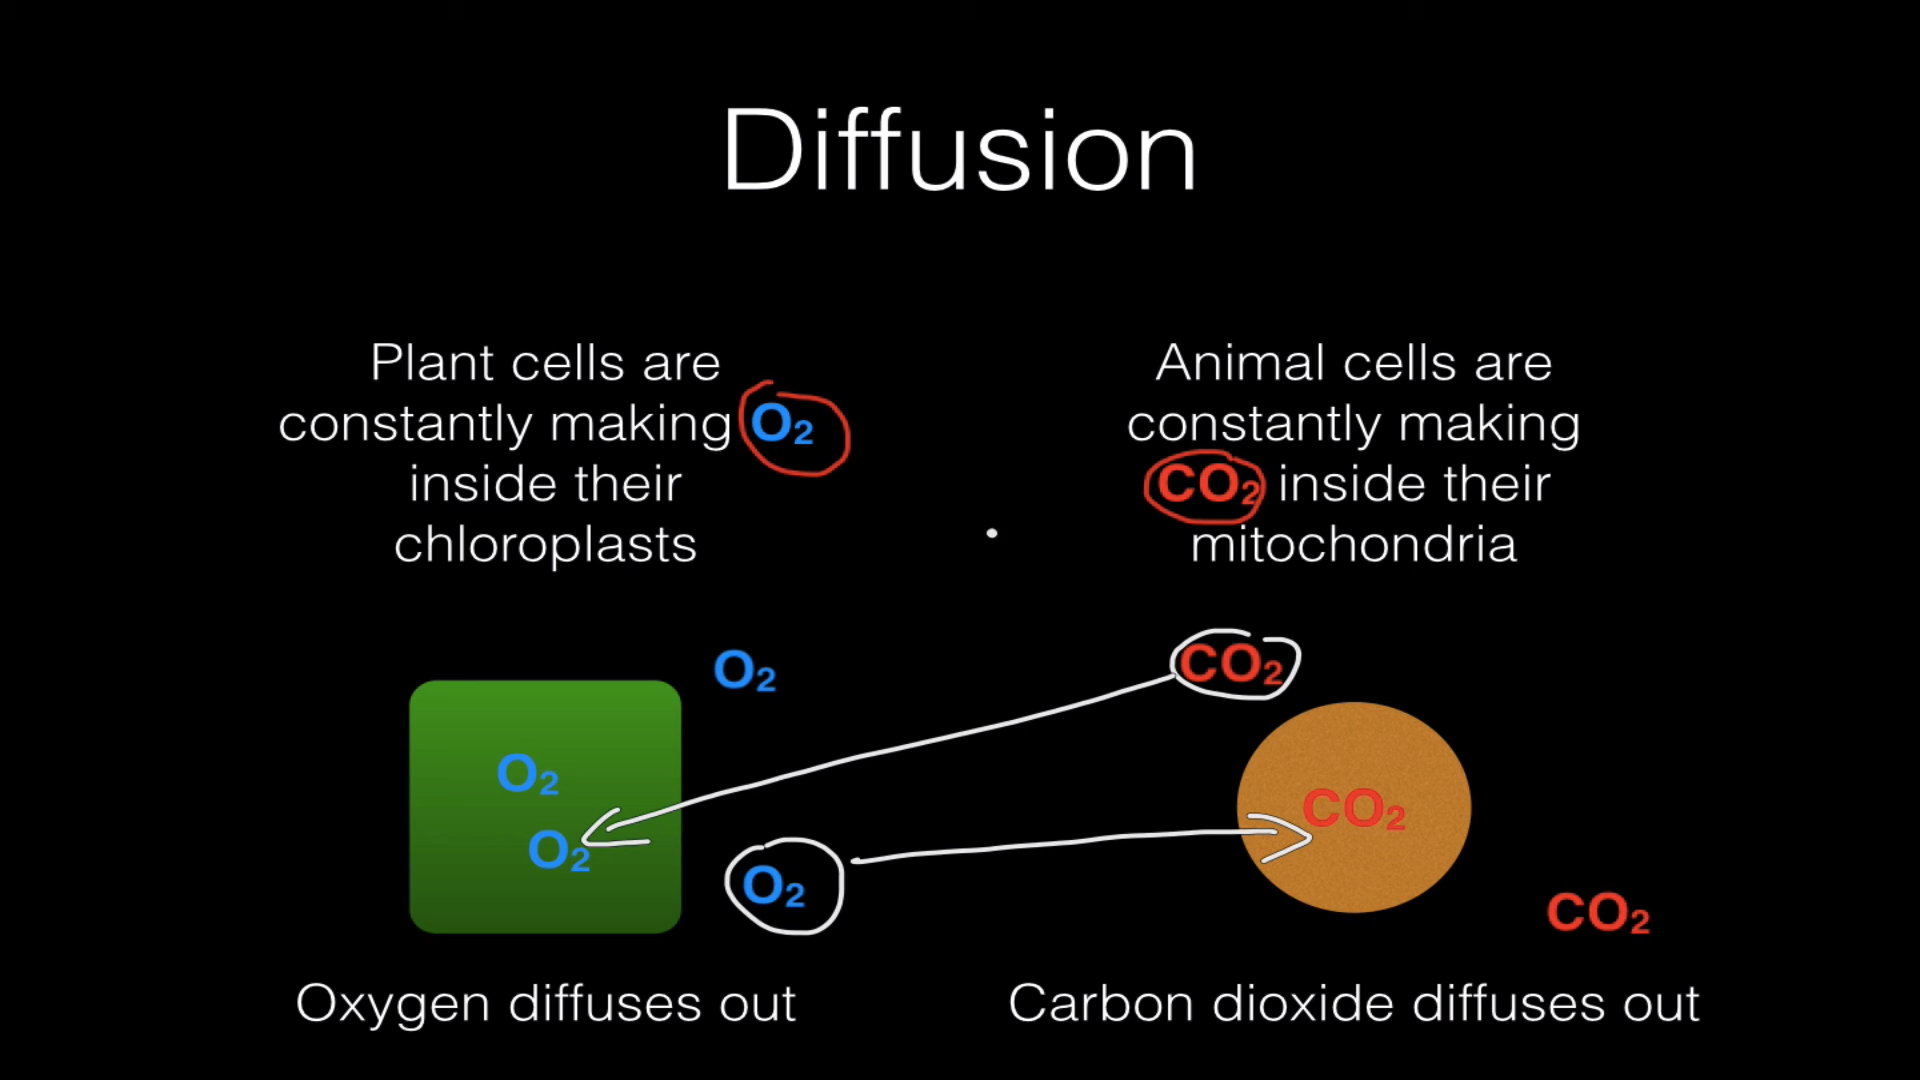 Diffusion
Plant cells are
constantly making O₂
inside their
chloroplasts
Animal cells are
constantly making
CO₂ inside their
mitochondria
O₂
CO₂
O₂
O₂
O₂
CO₂
CO₂
Oxygen diffuses out
Carbon dioxide diffuses out